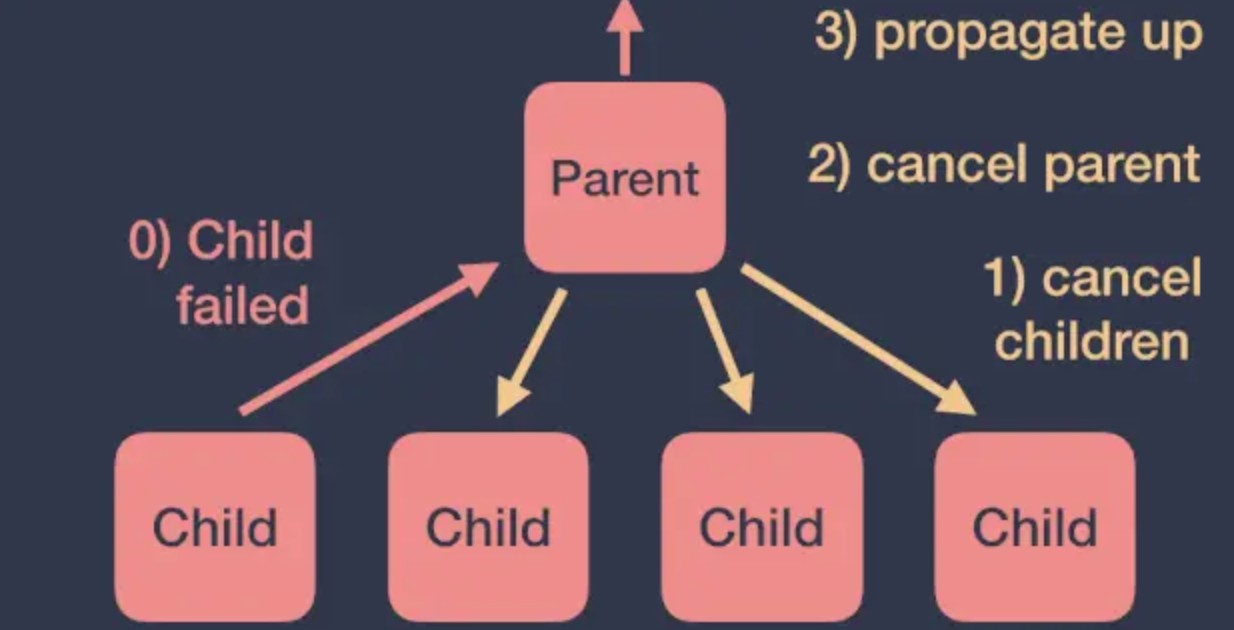 3) propagate up
Parent
2) cancel parent
0) Child
failed
1) cancel
children
Child
Child
Child
Child